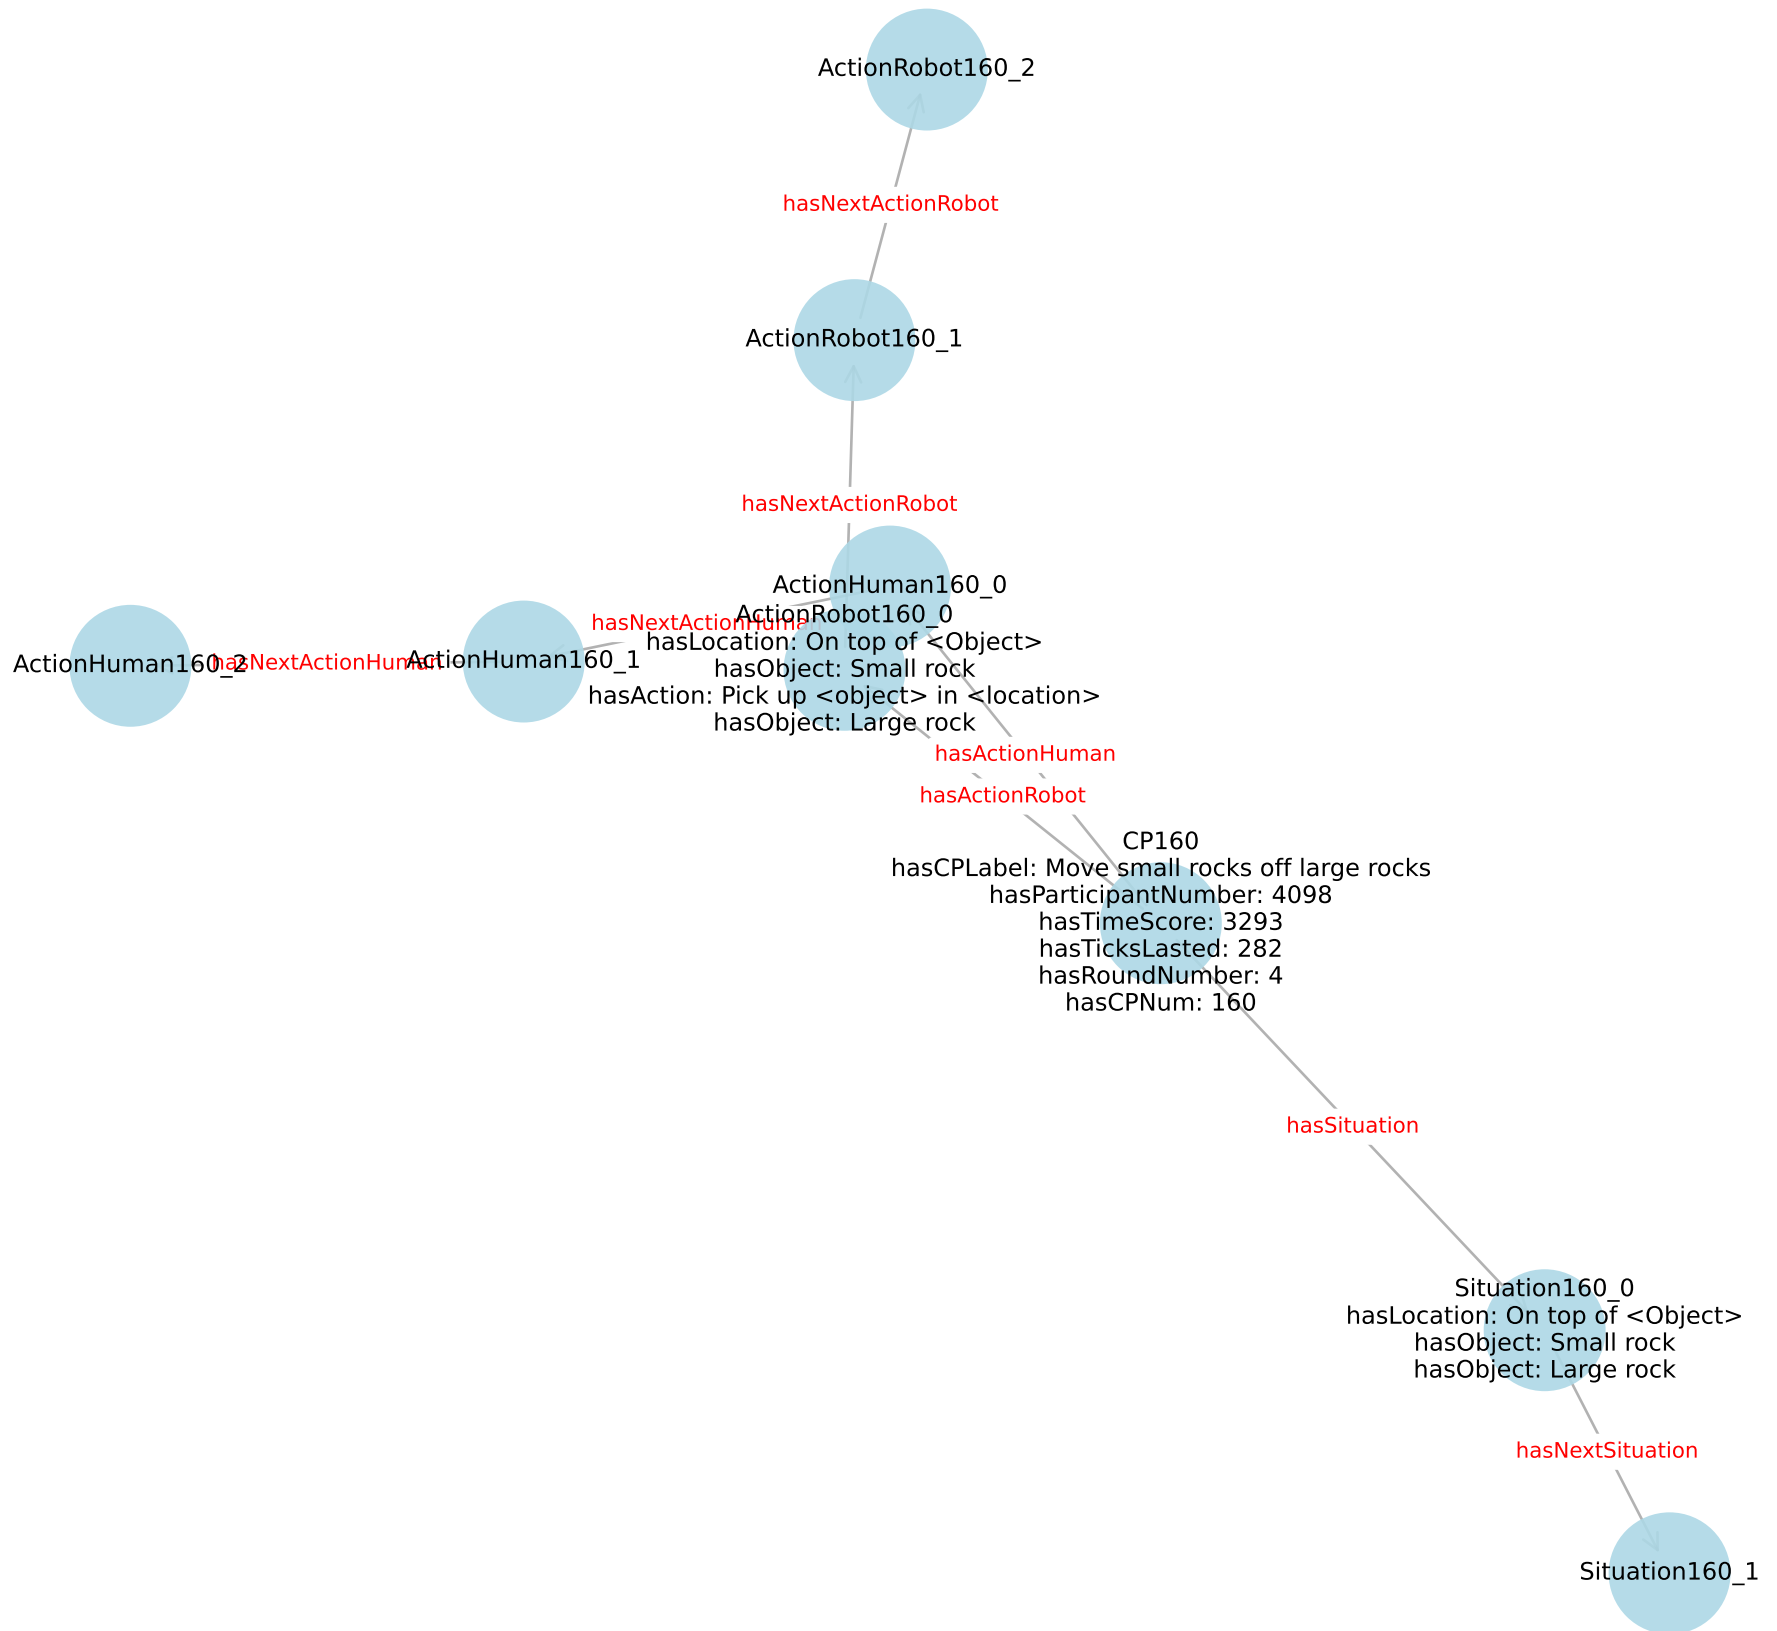 ActionRobot160_2
hasNextActionRobot
ActionRobot160_1
hasNextActionRobot
ActionHuman160_0
ActionRobot160_0
hasLocation: On top of <Object>
hasObject: Small rock
hasAction: Pick up <object> in <location>
hasObject: Large rock
hasNextActionHuman
ActionHuman160_1
hasNextActionHuman
ActionHuman160_2
hasActionHuman
hasActionRobot
CP160
hasCPLabel: Move small rocks off large rocks
hasParticipantNumber: 4098
hasTimeScore: 3293
hasTicksLasted: 282
hasRoundNumber: 4
hasCPNum: 160
hasSituation
Situation160_0
hasLocation: On top of <Object>
hasObject: Small rock
hasObject: Large rock
hasNextSituation
Situation160_1